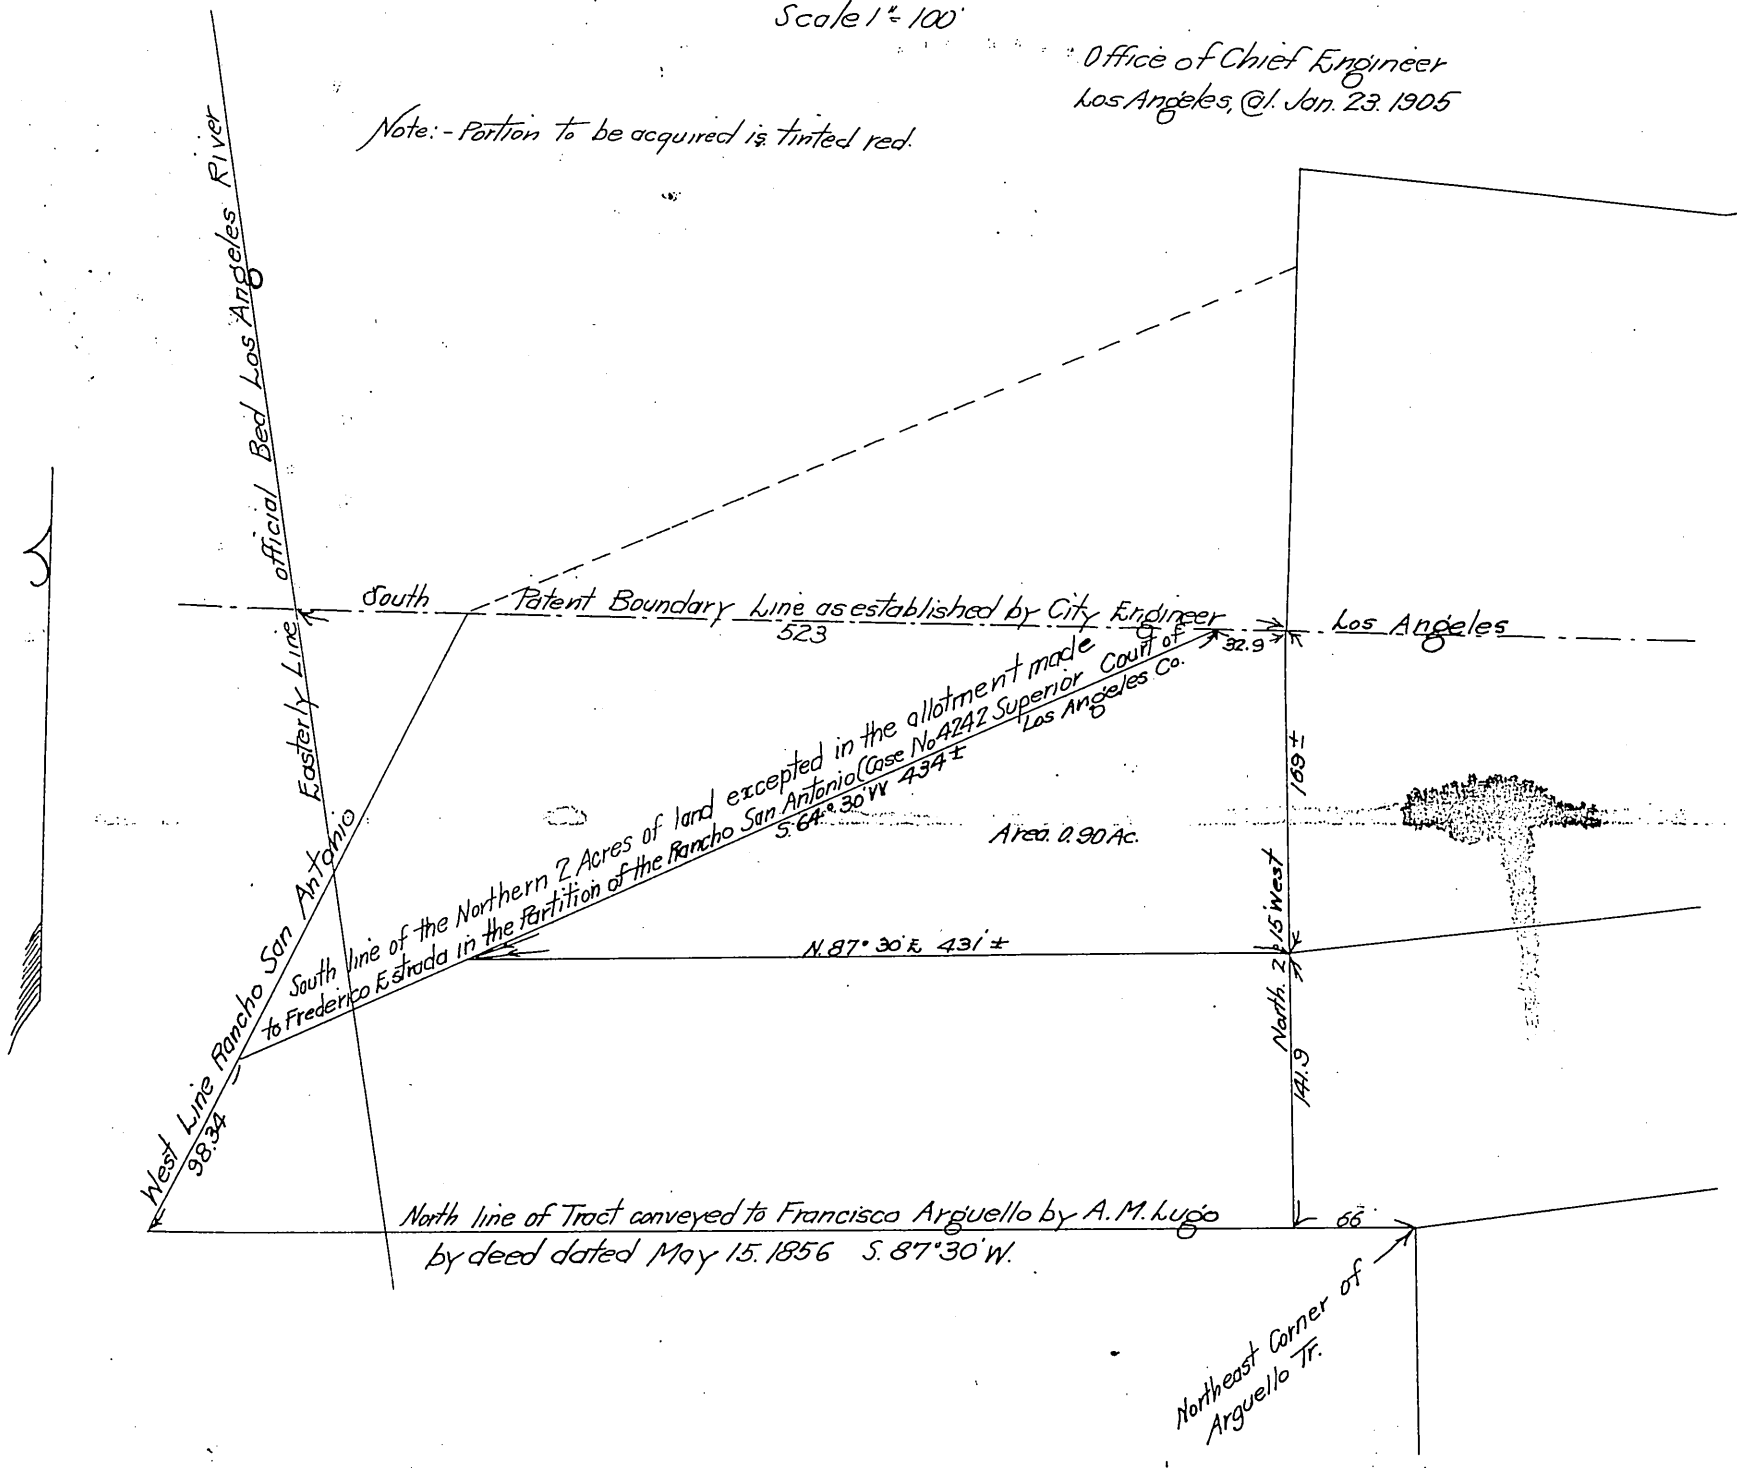 Scale 1"= 100'
Office of Chief Engineer
Los Angeles, Cal. Jan. 23. 1905
Note:- Portion to be acquired is tinted red.
Easterly Line official Bed Los Angeles River
South Patent Boundary Line as established by City Engineer Los Angeles
523
32.9
South line of the Northern 2 Acres of land excepted in the allotment made
to Frederico Estrada in the Partition of the Rancho San Antonio (Case No 4242 Superior Court of
Los Angeles Co.
S. 64° 30' W 434 ±
169 ±
Area. 0.90 Ac.
N. 87° 30' E 431' ±
North. 2° 15' West
141.9
West Line Rancho San Antonio
98.34
North line of Tract conveyed to Francisco Arguello by A. M. Lugo
by deed dated May 15. 1856 S. 87° 30' W.
66'
Northeast Corner of
Arguello Tr.